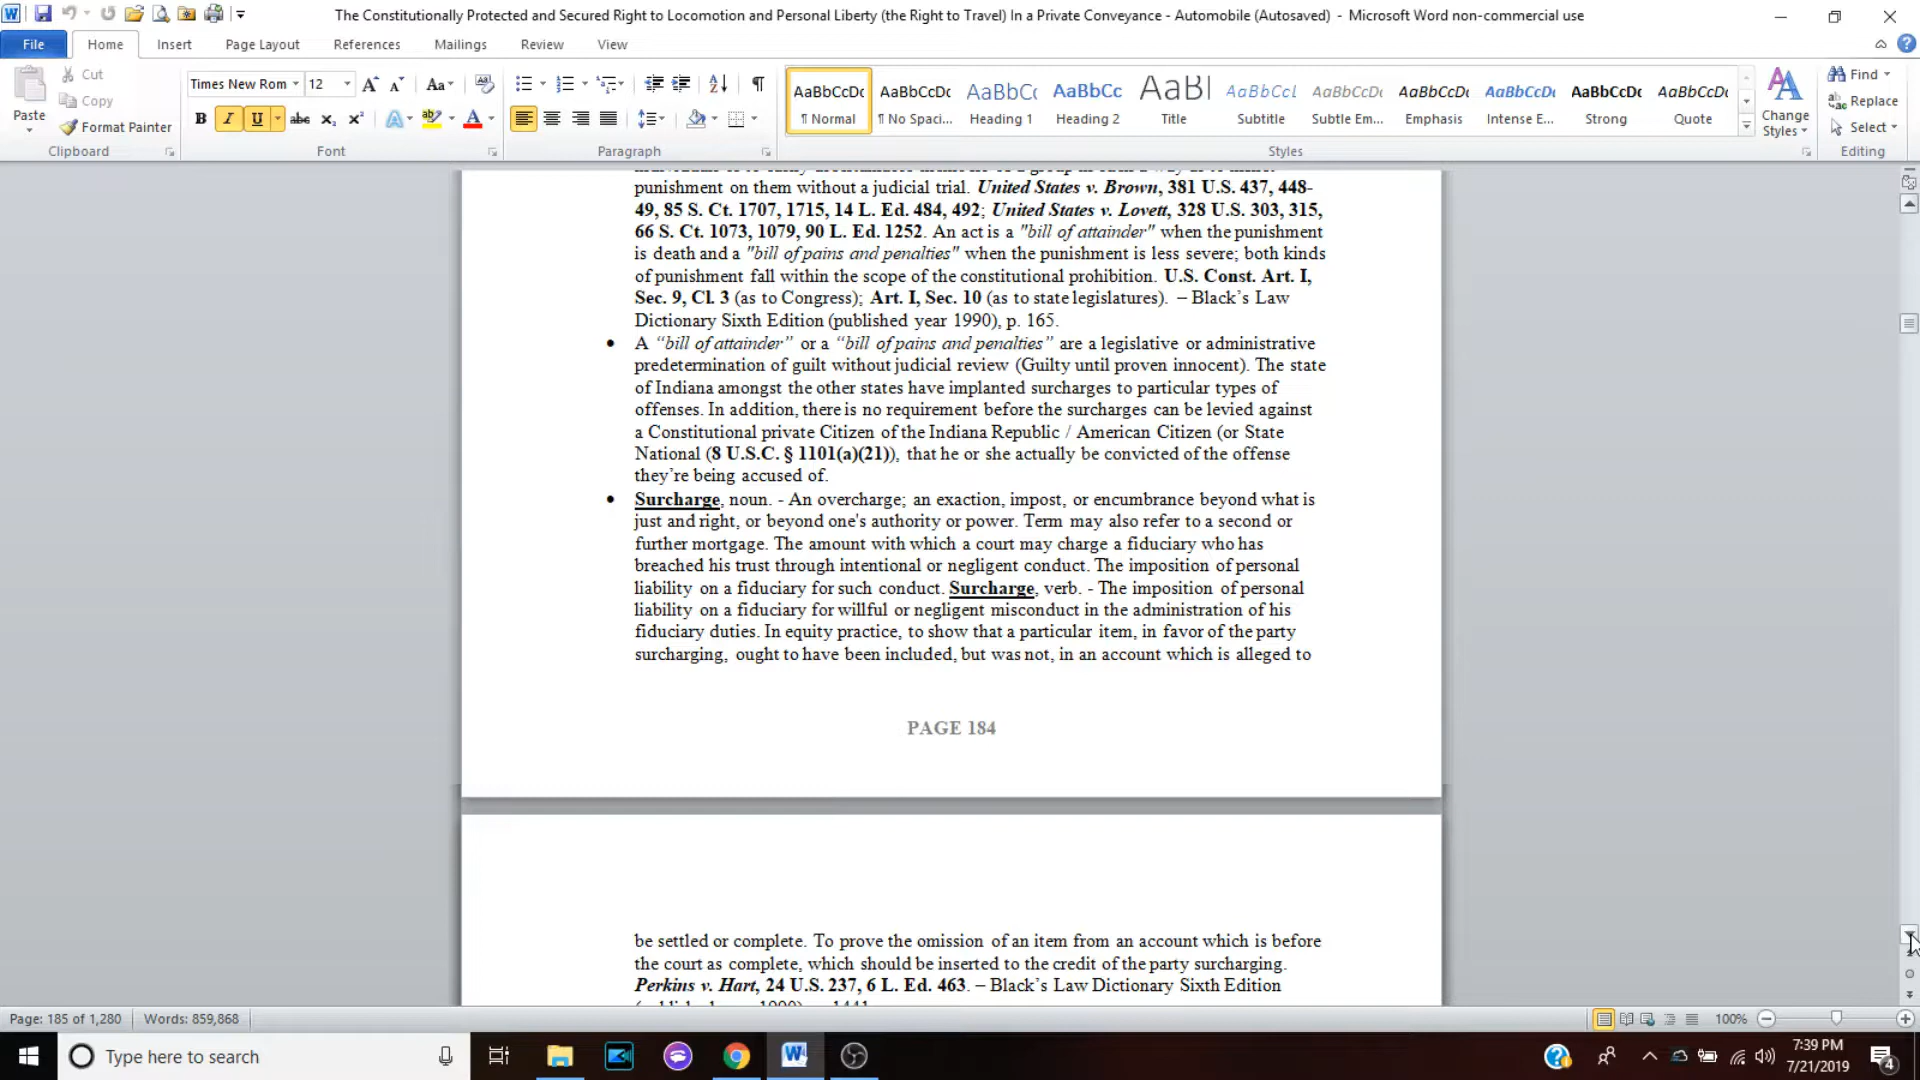 The Constitutionally Protected and Secured Right to Locomotion and Personal Liberty (the Right to Travel) In a Private Conveyance - Automobile (Autosaved) - Microsoft Word non-commercial use
File Home Insert Page Layout References Mailings Review View
Paste
Cut
Copy
Format Painter
Clipboard
Times New Rom 12
Font
Paragraph
AaBbCcDc AaBbCcDc AaBbCc AaBbCc AaBl AaBbCcl AaBbCcDc AaBbCcDc AaBbCcDc AaBbCcDc AaBbCcDc
¶ Normal ¶ No Spaci... Heading 1 Heading 2 Title Subtitle Subtle Em... Emphasis Intense E... Strong Quote
Styles
Change Styles
Find
Replace
Select
Editing
punishment on them without a judicial trial. United States v. Brown, 381 U.S. 437, 448-
49, 85 S. Ct. 1707, 1715, 14 L. Ed. 484, 492; United States v. Lovett, 328 U.S. 303, 315,
66 S. Ct. 1073, 1079, 90 L. Ed. 1252. An act is a "bill of attainder" when the punishment
is death and a "bill of pains and penalties" when the punishment is less severe; both kinds
of punishment fall within the scope of the constitutional prohibition. U.S. Const. Art. I,
Sec. 9, Cl. 3 (as to Congress); Art. I, Sec. 10 (as to state legislatures). – Black’s Law
Dictionary Sixth Edition (published year 1990), p. 165.
• A “bill of attainder” or a “bill of pains and penalties” are a legislative or administrative
predetermination of guilt without judicial review (Guilty until proven innocent). The state
of Indiana amongst the other states have implanted surcharges to particular types of
offenses. In addition, there is no requirement before the surcharges can be levied against
a Constitutional private Citizen of the Indiana Republic / American Citizen (or State
National (8 U.S.C. § 1101(a)(21)), that he or she actually be convicted of the offense
they’re being accused of.
• Surcharge, noun. - An overcharge; an exaction, impost, or encumbrance beyond what is
just and right, or beyond one's authority or power. Term may also refer to a second or
further mortgage. The amount with which a court may charge a fiduciary who has
breached his trust through intentional or negligent conduct. The imposition of personal
liability on a fiduciary for such conduct. Surcharge, verb. - The imposition of personal
liability on a fiduciary for willful or negligent misconduct in the administration of his
fiduciary duties. In equity practice, to show that a particular item, in favor of the party
surcharging, ought to have been included, but was not, in an account which is alleged to
PAGE 184
be settled or complete. To prove the omission of an item from an account which is before
the court as complete, which should be inserted to the credit of the party surcharging.
Perkins v. Hart, 24 U.S. 237, 6 L. Ed. 463. – Black’s Law Dictionary Sixth Edition
Page: 185 of 1,280 Words: 859,868 100%
Type here to search
7:39 PM
7/21/2019
4